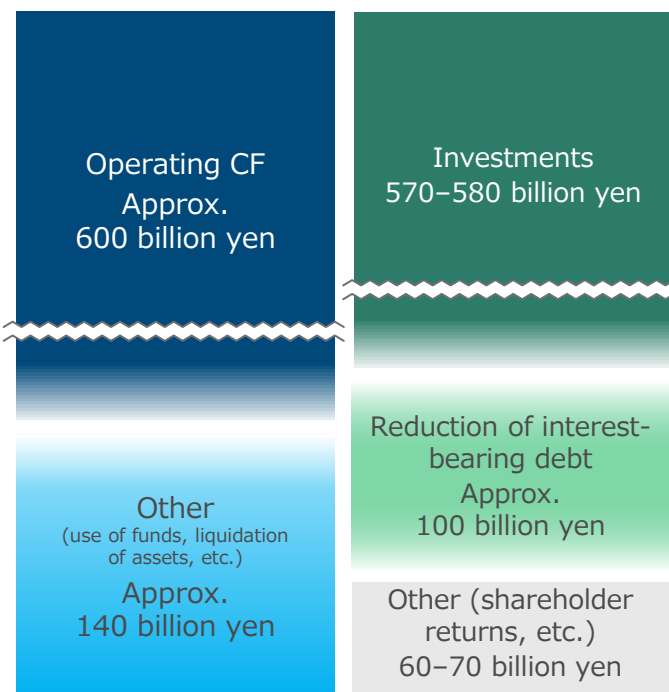 Operating CF
Approx.
600 billion yen
Other
(use of funds, liquidation
of assets, etc.)
Approx.
140 billion yen
Investments
570–580 billion yen
Reduction of interest-
bearing debt
Approx.
100 billion yen
Other (shareholder
returns, etc.)
60–70 billion yen